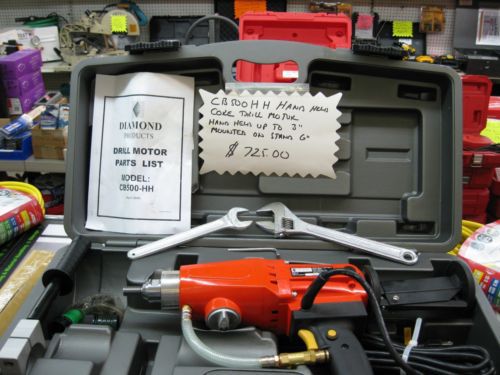 DIAMOND
PRODUCTS
DRILL MOTOR
PARTS LIST
MODEL:
CB500-HH
CB500HH HAND HELD
CORE DRILL MOTOR
HAND HELD UP TO 3"
MOUNTED ON STAND 6"
$ 725.00